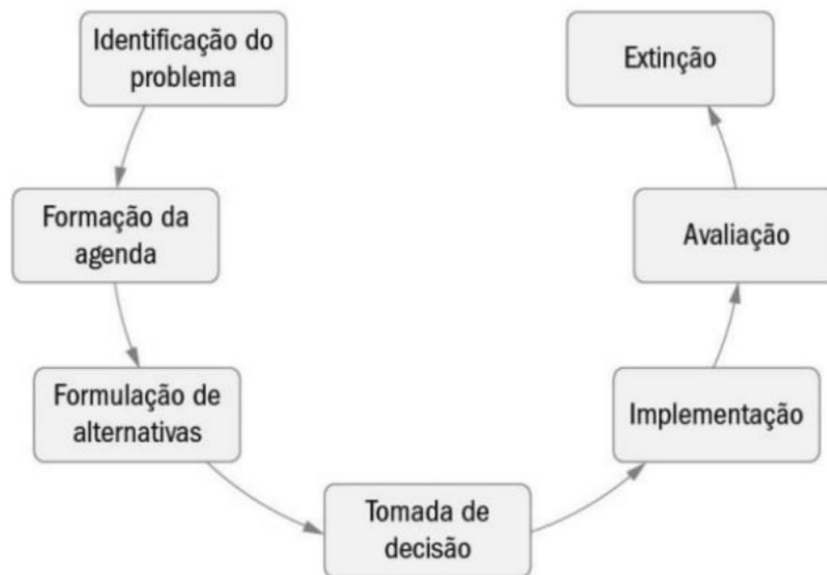 Identificação do
problema
Formação da
agenda
Formulação de
alternativas
Tomada de
decisão
Implementação
Avaliação
Extinção